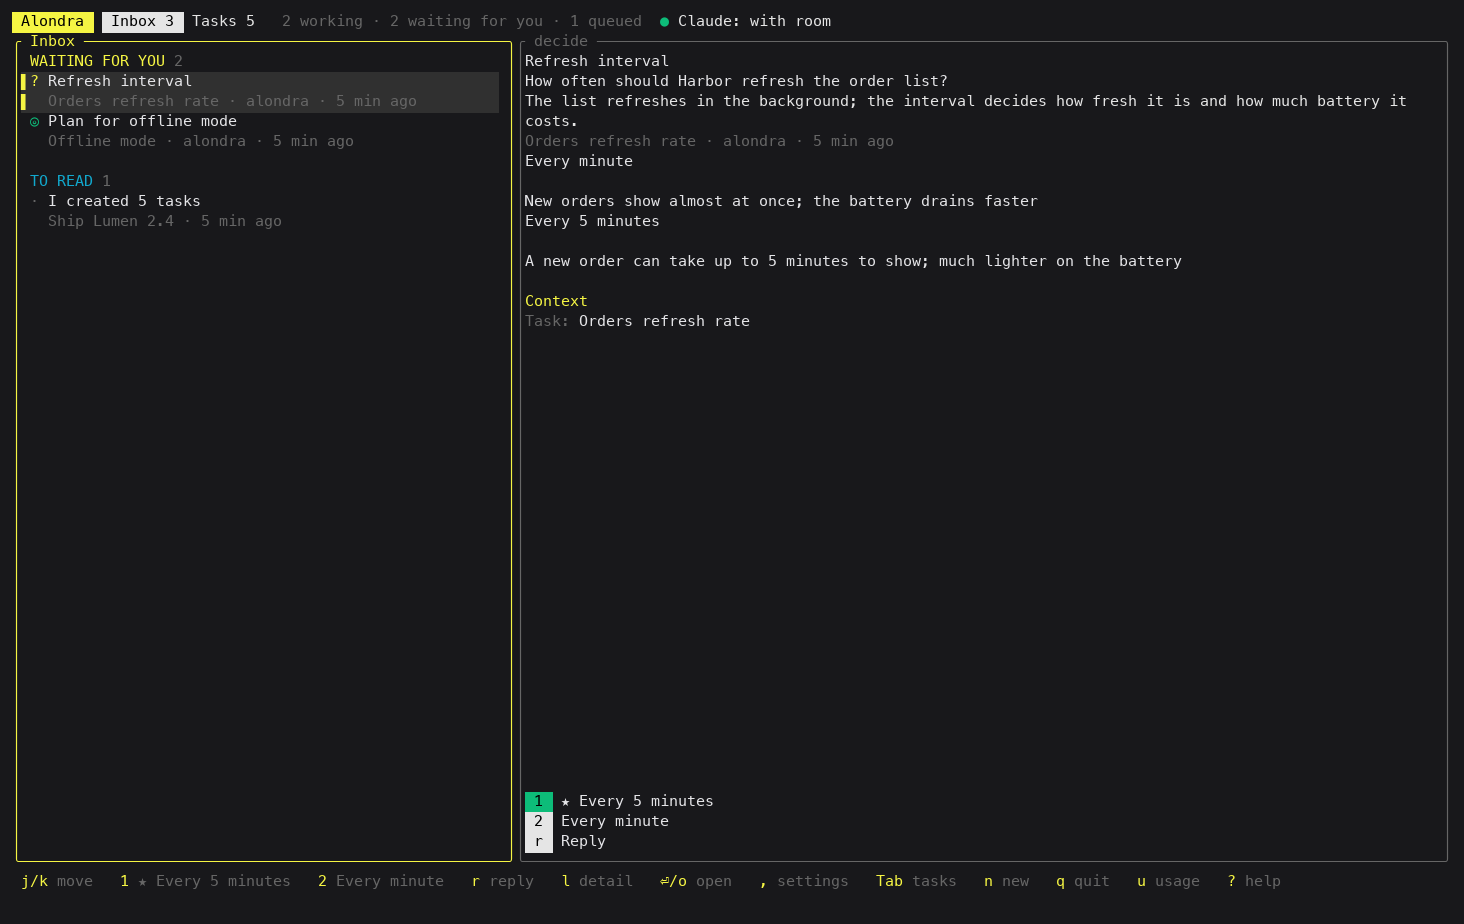 Alondra  Inbox 3  Tasks 5  2 working · 2 waiting for you · 1 queued  ● Claude: with room
Inbox
WAITING FOR YOU 2
? Refresh interval
Orders refresh rate · alondra · 5 min ago
◎ Plan for offline mode
Offline mode · alondra · 5 min ago
TO READ 1
· I created 5 tasks
Ship Lumen 2.4 · 5 min ago
decide
Refresh interval
How often should Harbor refresh the order list?
The list refreshes in the background; the interval decides how fresh it is and how much battery it
costs.
Orders refresh rate · alondra · 5 min ago
Every minute
New orders show almost at once; the battery drains faster
Every 5 minutes
A new order can take up to 5 minutes to show; much lighter on the battery
Context
Task: Orders refresh rate
1 ★ Every 5 minutes
2 Every minute
r Reply
j/k move  1 ★ Every 5 minutes  2 Every minute  r reply  l detail  ⏎/o open  , settings  Tab tasks  n new  q quit  u usage  ? help